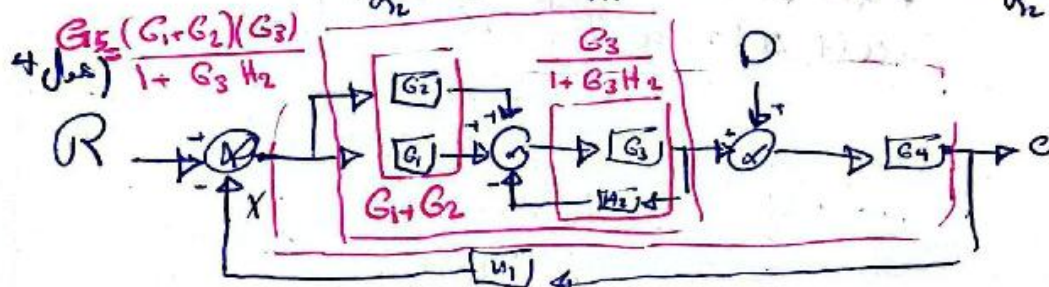 G5 = (G1+G2)(G3) / 1 + G3 H2
G3 / 1 + G3 H2
D
R
+
-
X
G2
G1
G1+G2
+
+
-
G3
H2
+
+
G4
C
H1